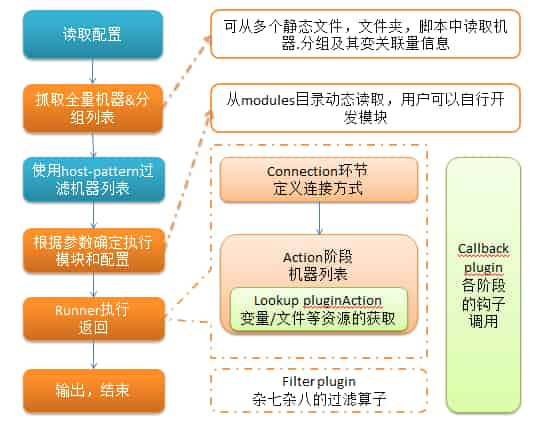 读取配置
抓取全量机器&分
组列表
使用host-pattern过
滤机器列表
根据参数确定执行
模块和配置
Runner执行
返回
输出，结束
可从多个静态文件，文件夹，脚本中读取机
器.分组及其变关联量信息
从modules目录动态读取，用户可以自行开
发模块
Connection环节
定义连接方式
Action阶段
机器列表
Lookup pluginAction
变量/文件等资源的获取
Filter plugin
杂七杂八的过滤算子
Callback
plugin
各阶段
的钩子
调用